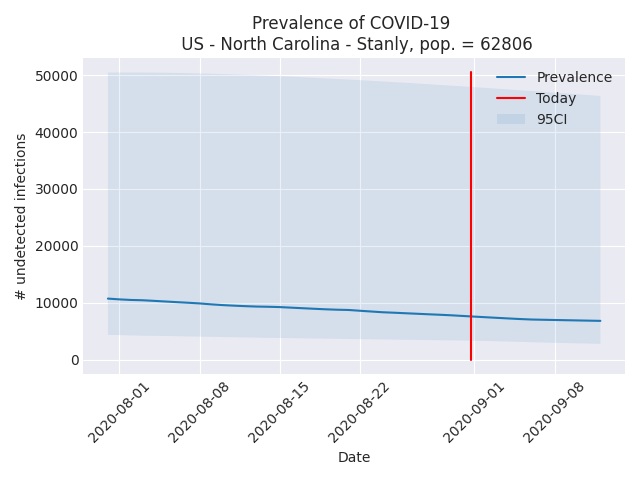 Prevalence of COVID-19
US - North Carolina - Stanly, pop. = 62806
50000
40000
30000
20000
10000
0
# undetected infections
Prevalence
Today
95CI
2020-08-01
2020-08-08
2020-08-15
2020-08-22
2020-09-01
2020-09-08
Date